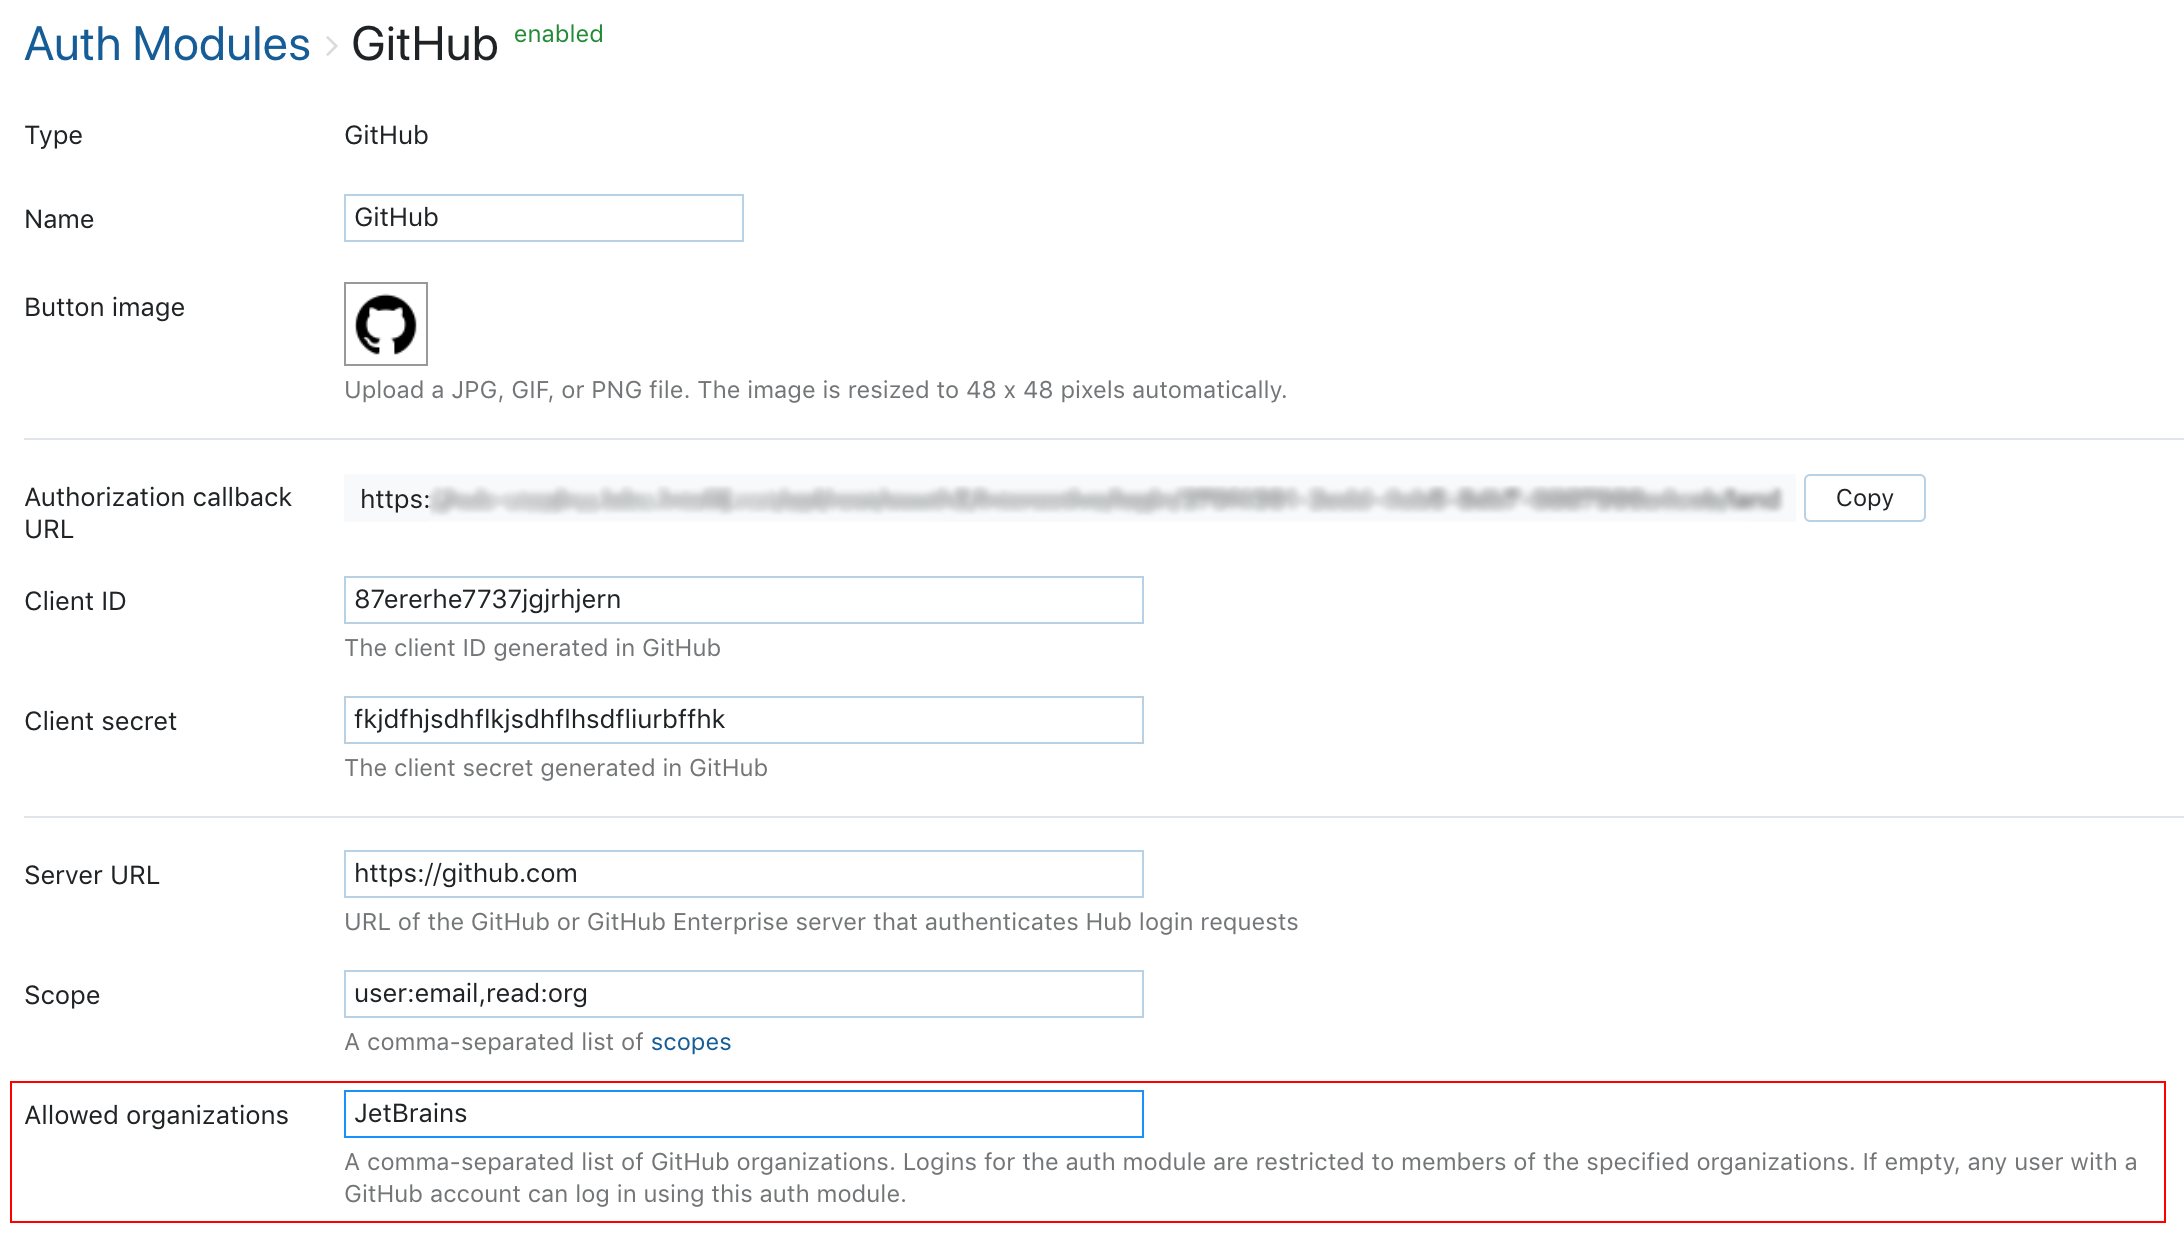 Auth Modules > GitHub enabled
Type GitHub
Name GitHub
Button image
Upload a JPG, GIF, or PNG file. The image is resized to 48 x 48 pixels automatically.
Authorization callback URL https: Copy
Client ID 87ererhe7737jgjrhjern
The client ID generated in GitHub
Client secret fkjdfhjsdhflkjsdhflhsdfliurbffhk
The client secret generated in GitHub
Server URL https://github.com
URL of the GitHub or GitHub Enterprise server that authenticates Hub login requests
Scope user:email,read:org
A comma-separated list of scopes
Allowed organizations JetBrains
A comma-separated list of GitHub organizations. Logins for the auth module are restricted to members of the specified organizations. If empty, any user with a
GitHub account can log in using this auth module.